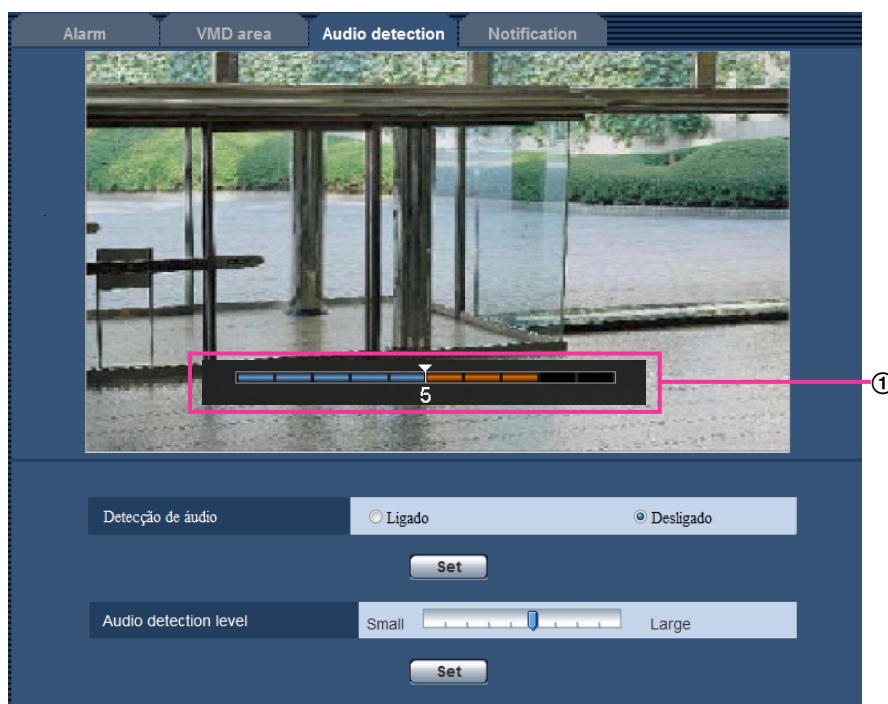 Alarm VMD area Audio detection Notification
5
①
Detecção de áudio Ligado Desligado
Set
Audio detection level Small Large
Set